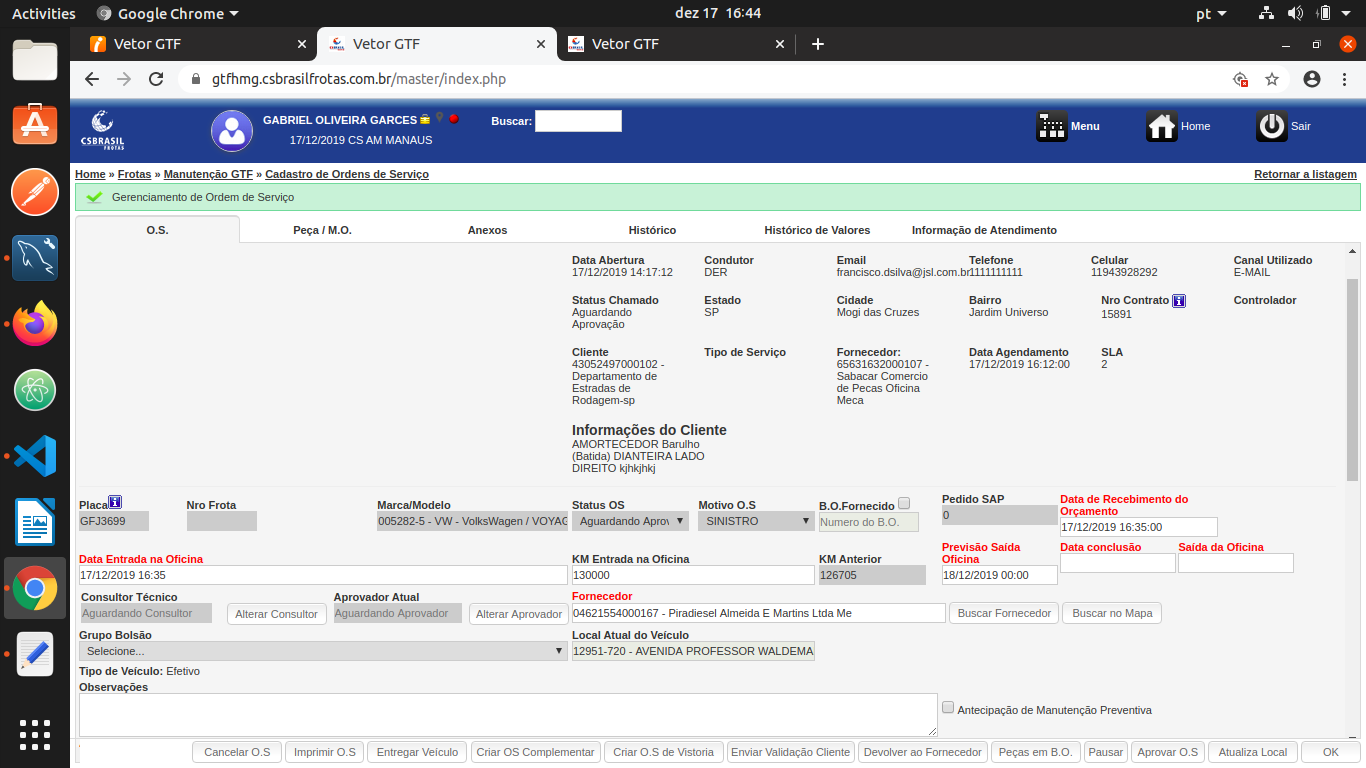 Activities
Google Chrome
dez 17 16:44
pt
Vetor GTF
Vetor GTF
Vetor GTF
gtfhmg.csbrasilfrotas.com.br/master/index.php
CSBRASIL
FROTAS
GABRIEL OLIVEIRA GARCES
17/12/2019 CS AM MANAUS
Buscar:
Menu
Home
Sair
Home » Frotas » Manutenção GTF » Cadastro de Ordens de Serviço
Retornar a listagem
Gerenciamento de Ordem de Serviço
O.S. Peça / M.O. Anexos Histórico Histórico de Valores Informação de Atendimento
Data Abertura
17/12/2019 14:17:12
Condutor
DER
Email
francisco.dsilva@jsl.com.br
Telefone
1111111111
Celular
11943928292
Canal Utilizado
E-MAIL
Status Chamado
Aguardando
Aprovação
Estado
SP
Cidade
Mogi das Cruzes
Bairro
Jardim Universo
Nro Contrato
15891
Controlador
Cliente
43052497000102 -
Departamento de
Estradas de
Rodagem-sp
Tipo de Serviço
Fornecedor:
65631632000107 -
Sabacar Comercio
de Pecas Oficina
Meca
Data Agendamento
17/12/2019 16:12:00
SLA
2
Informações do Cliente
AMORTECEDOR Barulho
(Batida) DIANTEIRA LADO
DIREITO kjhkjhkj
Placa
GFJ3699
Nro Frota
Marca/Modelo
005282-5 - VW - VolksWagen / VOYAG
Status OS
Aguardando Aprov
Motivo O.S
SINISTRO
B.O.Fornecido
Numero do B.O.
Pedido SAP
0
Data de Recebimento do
Orçamento
17/12/2019 16:35:00
Data Entrada na Oficina
17/12/2019 16:35
KM Entrada na Oficina
130000
KM Anterior
126705
Previsão Saída
Oficina
18/12/2019 00:00
Data conclusão
Saída da Oficina
Consultor Técnico
Aguardando Consultor
Alterar Consultor
Aprovador Atual
Aguardando Aprovador
Alterar Aprovador
Fornecedor
04621554000167 - Piradiesel Almeida E Martins Ltda Me
Buscar Fornecedor
Buscar no Mapa
Grupo Bolsão
Selecione...
Local Atual do Veículo
12951-720 - AVENIDA PROFESSOR WALDEMA
Tipo de Veículo: Efetivo
Observações
Antecipação de Manutenção Preventiva
Cancelar O.S Imprimir O.S Entregar Veículo Criar OS Complementar Criar O.S de Vistoria Enviar Validação Cliente Devolver ao Fornecedor Peças em B.O. Pausar Aprovar O.S Atualiza Local OK